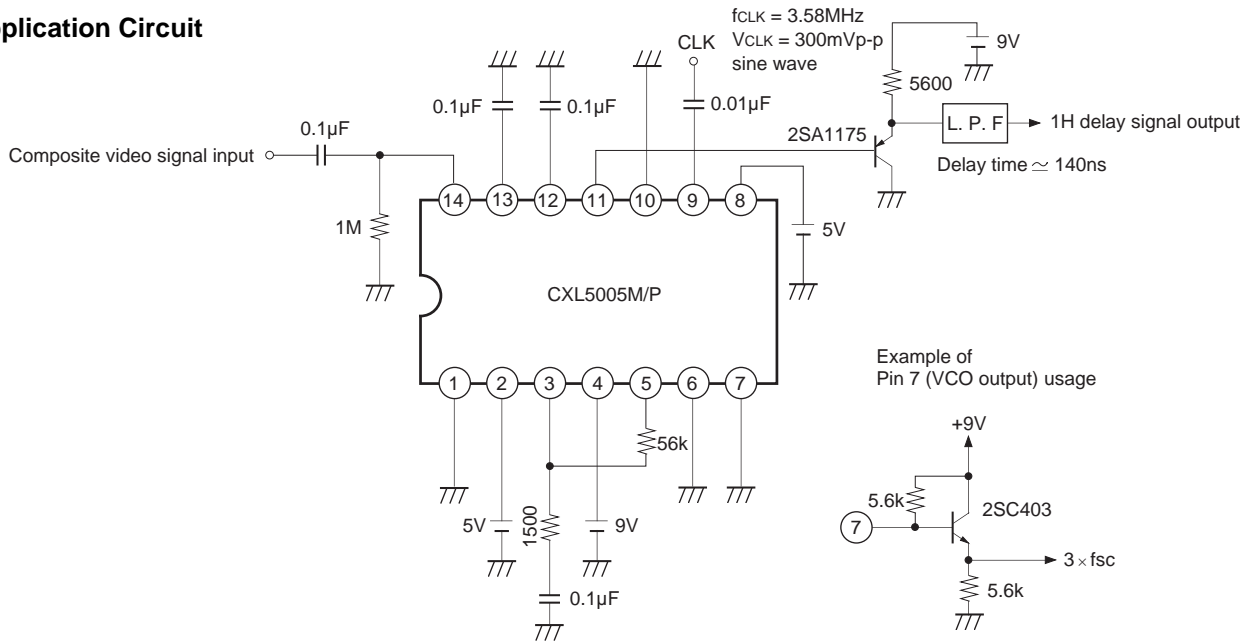 plication Circuit
fCLK = 3.58MHz
VCLK = 300mVp-p
sine wave
CLK
9V
5600
0.1µF
0.1µF
0.01µF
0.1µF
2SA1175
L. P. F
1H delay signal output
Composite video signal input
Delay time ≃ 140ns
14
13
12
11
10
9
8
1M
5V
CXL5005M/P
1
2
3
4
5
6
7
56k
5V
1500
9V
0.1µF
Example of
Pin 7 (VCO output) usage
+9V
5.6k
2SC403
7
3 × fsc
5.6k